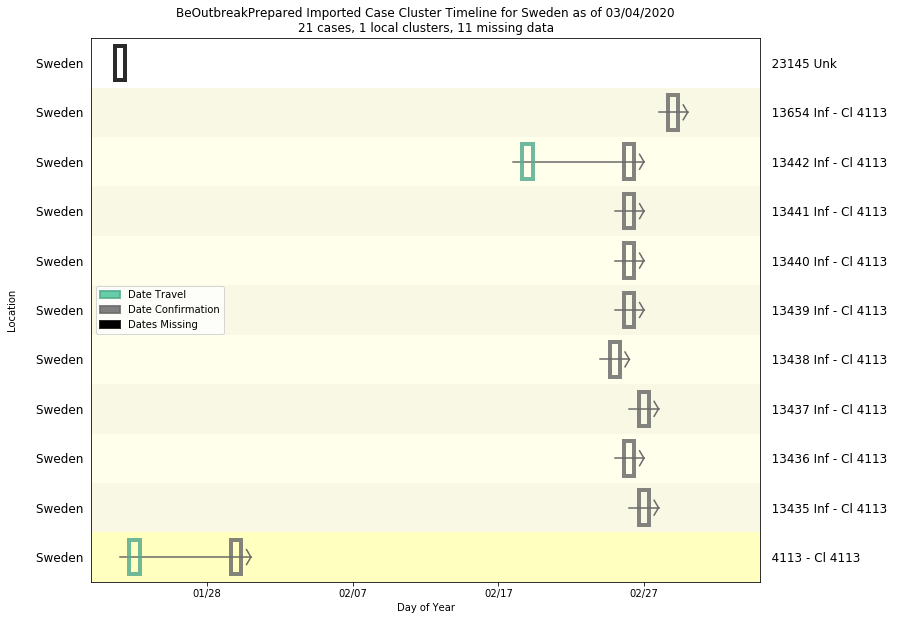 BeOutbreakPrepared Imported Case Cluster Timeline for Sweden as of 03/04/2020
21 cases, 1 local clusters, 11 missing data
Sweden 23145 Unk
Sweden 13654 Inf - Cl 4113
Sweden 13442 Inf - Cl 4113
Sweden 13441 Inf - Cl 4113
Sweden 13440 Inf - Cl 4113
Sweden 13439 Inf - Cl 4113
Sweden 13438 Inf - Cl 4113
Sweden 13437 Inf - Cl 4113
Sweden 13436 Inf - Cl 4113
Sweden 13435 Inf - Cl 4113
Sweden 4113 - Cl 4113
Location
Date Travel
Date Confirmation
Dates Missing
01/28 02/07 02/17 02/27
Day of Year